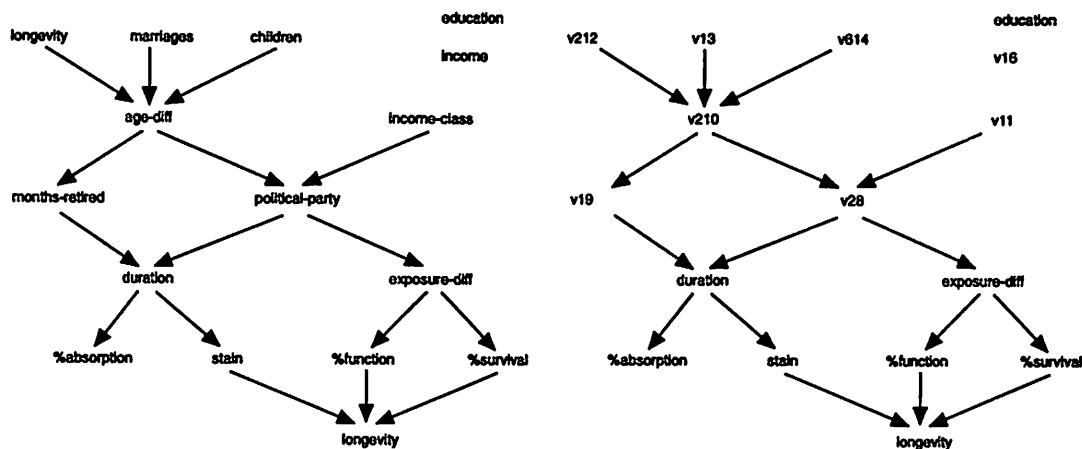 education
longevity marriages children
income
age-diff income-class
months-retired political-party
duration exposure-diff
%absorption stain %function %survival
longevity
education
v212 v13 v614
v16
v210 v11
v19 v28
duration exposure-diff
%absorption stain %function %survival
longevity